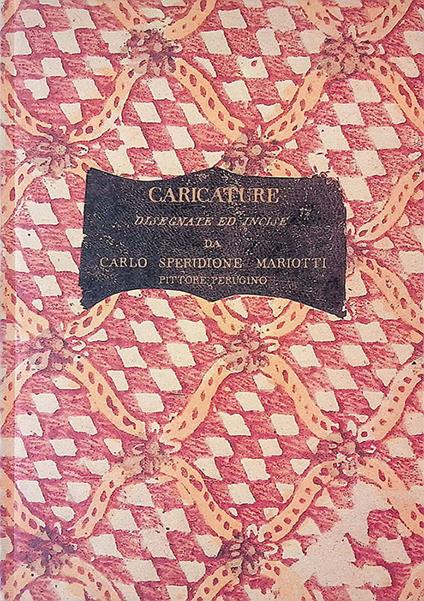 CARICATURE
DISEGNATE ED INCISE
DA
CARLO SPERIDIONE MARIOTTI
PITTORE PERUGINO